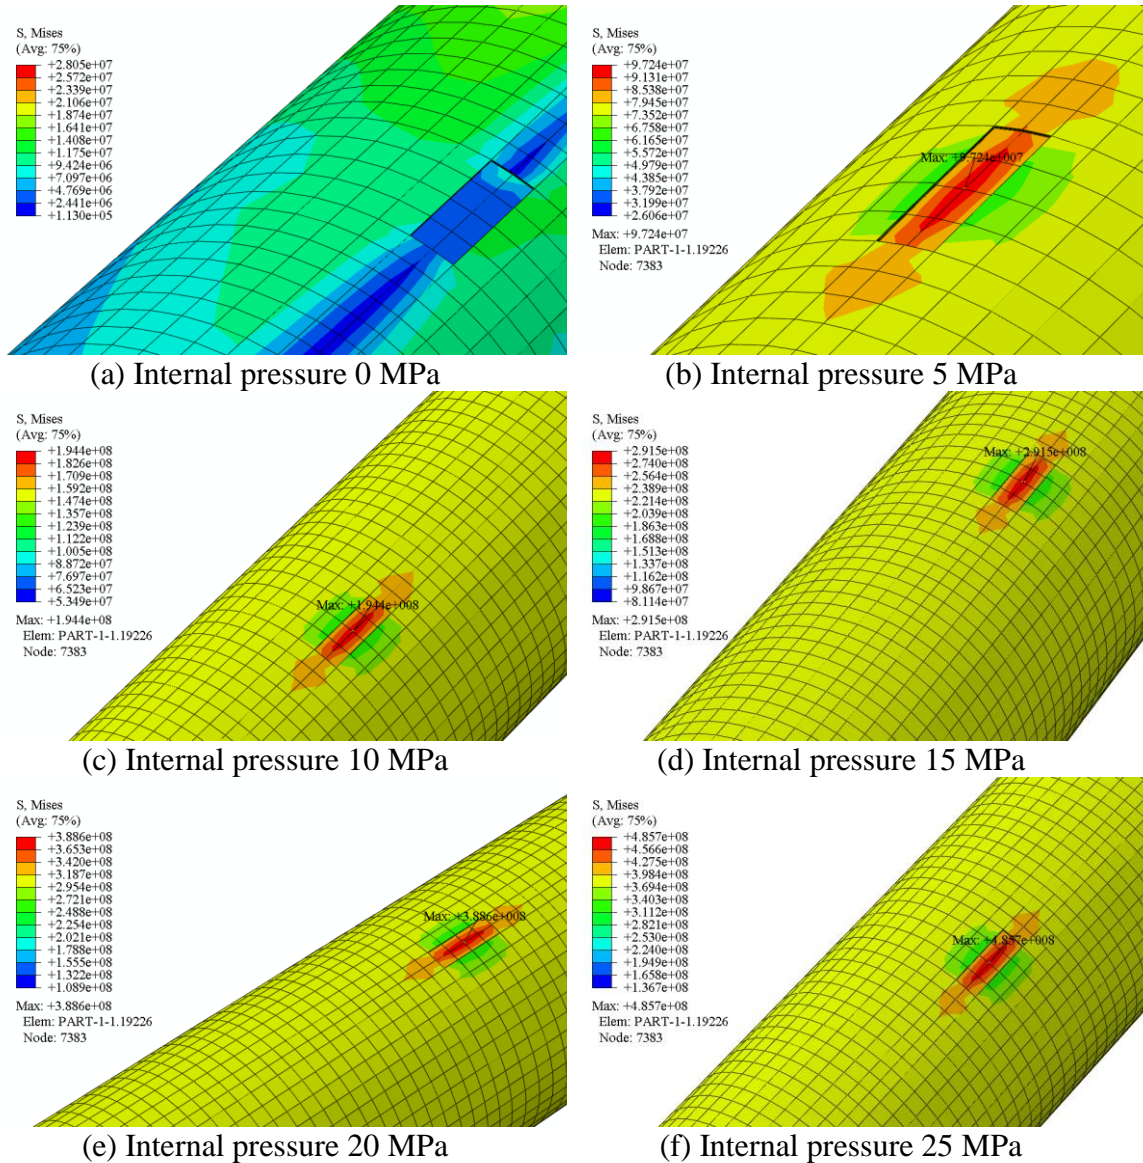 S, Mises
(Avg: 75%)
+2.805e+07
+2.572e+07
+2.339e+07
+2.106e+07
+1.874e+07
+1.641e+07
+1.408e+07
+1.175e+07
+9.424e+06
+7.097e+06
+4.769e+06
+2.441e+06
+1.130e+05
(a) Internal pressure 0 MPa
S, Mises
(Avg: 75%)
+9.724e+07
+9.131e+07
+8.538e+07
+7.945e+07
+7.352e+07
+6.758e+07
+6.165e+07
+5.572e+07
+4.979e+07
+4.385e+07
+3.792e+07
+3.199e+07
+2.606e+07
Max: +9.724e+07
Elem: PART-1-1.19226
Node: 7383
Max: +9.724e+007
(b) Internal pressure 5 MPa
S, Mises
(Avg: 75%)
+1.944e+08
+1.826e+08
+1.709e+08
+1.592e+08
+1.474e+08
+1.357e+08
+1.239e+08
+1.122e+08
+1.005e+08
+8.872e+07
+7.697e+07
+6.523e+07
+5.349e+07
Max: +1.944e+08
Elem: PART-1-1.19226
Node: 7383
Max: +1.944e+008
(c) Internal pressure 10 MPa
S, Mises
(Avg: 75%)
+2.915e+08
+2.740e+08
+2.564e+08
+2.389e+08
+2.214e+08
+2.039e+08
+1.863e+08
+1.688e+08
+1.513e+08
+1.337e+08
+1.162e+08
+9.867e+07
+8.114e+07
Max: +2.915e+08
Elem: PART-1-1.19226
Node: 7383
Max: +2.915e+008
(d) Internal pressure 15 MPa
S, Mises
(Avg: 75%)
+3.886e+08
+3.653e+08
+3.420e+08
+3.187e+08
+2.954e+08
+2.721e+08
+2.488e+08
+2.254e+08
+2.021e+08
+1.788e+08
+1.555e+08
+1.322e+08
+1.089e+08
Max: +3.886e+08
Elem: PART-1-1.19226
Node: 7383
Max: +3.886e+008
(e) Internal pressure 20 MPa
S, Mises
(Avg: 75%)
+4.857e+08
+4.566e+08
+4.275e+08
+3.984e+08
+3.694e+08
+3.403e+08
+3.112e+08
+2.821e+08
+2.530e+08
+2.240e+08
+1.949e+08
+1.658e+08
+1.367e+08
Max: +4.857e+08
Elem: PART-1-1.19226
Node: 7383
Max: +4.857e+008
(f) Internal pressure 25 MPa